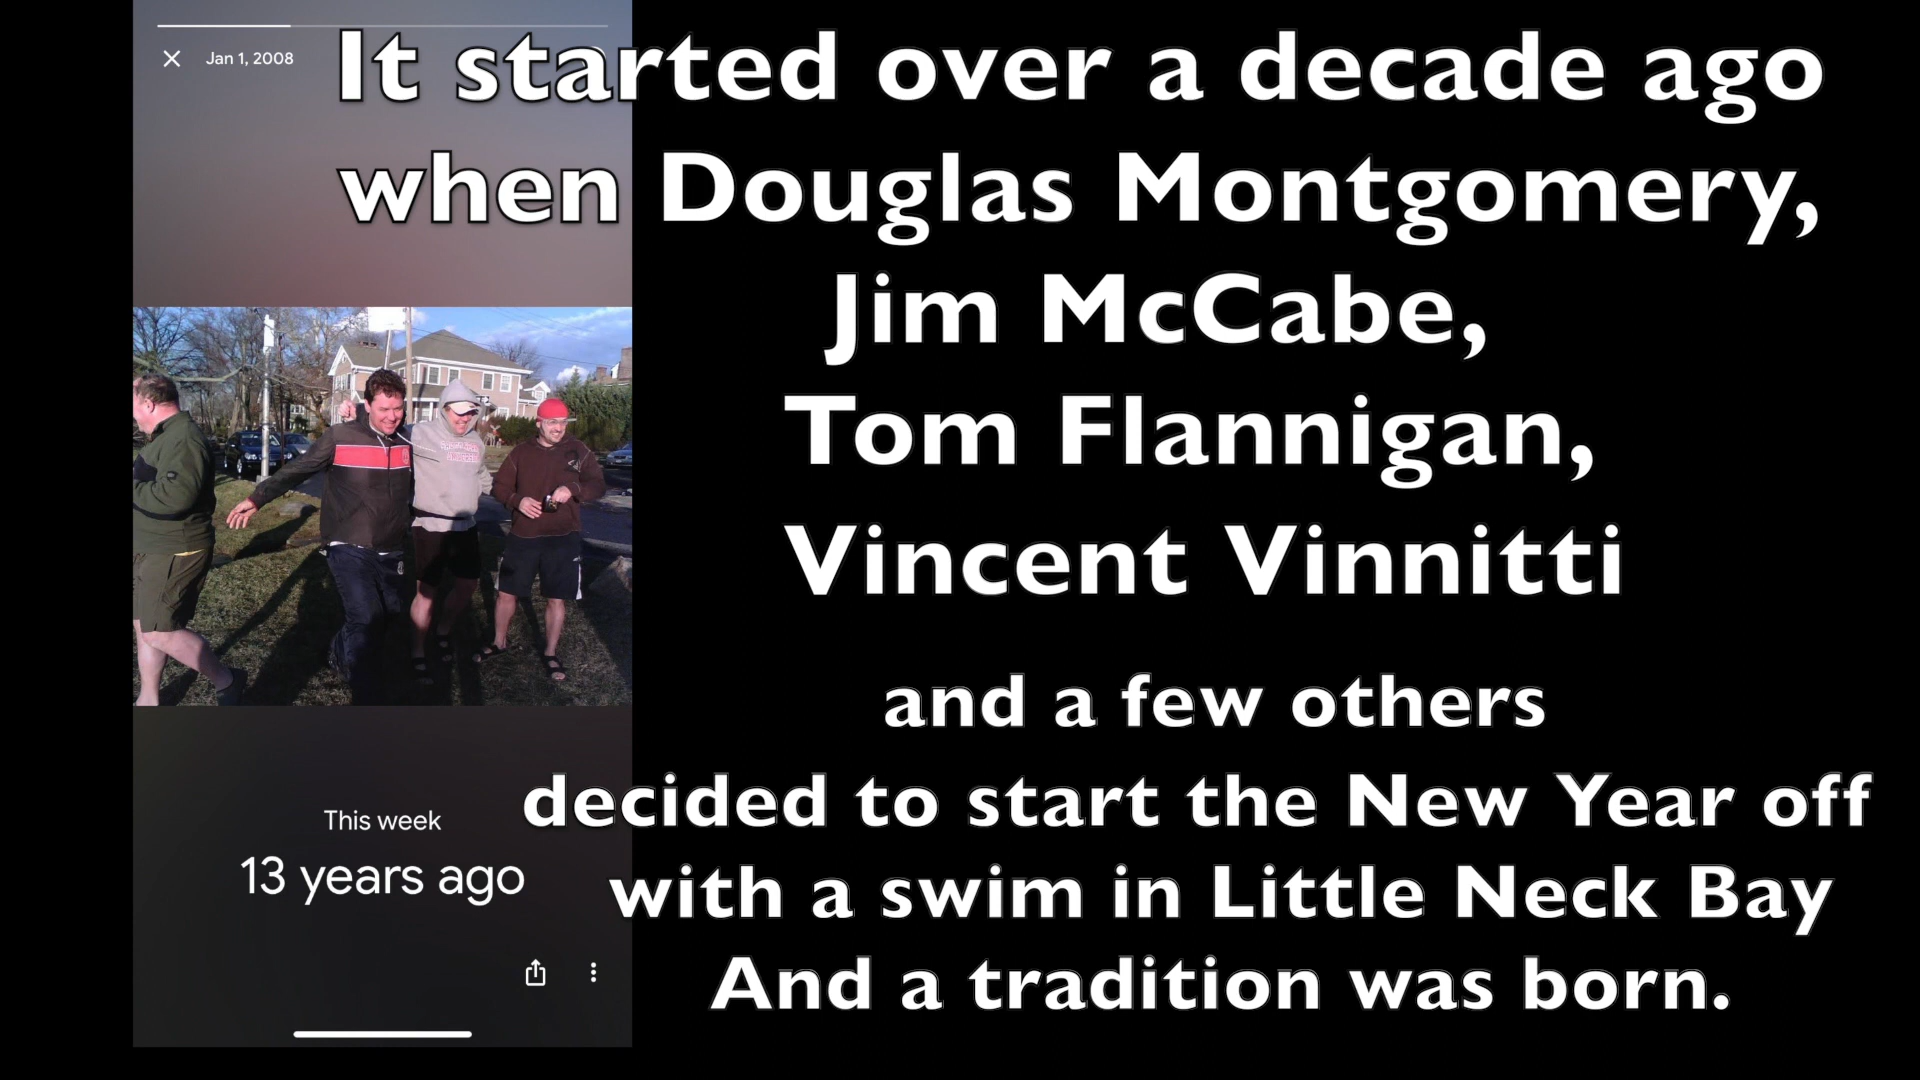 Jan 1, 2008
It started over a decade ago
when Douglas Montgomery,
Jim McCabe,
Tom Flannigan,
Vincent Vinnitti
and a few others
decided to start the New Year off
with a swim in Little Neck Bay
And a tradition was born.
This week
13 years ago